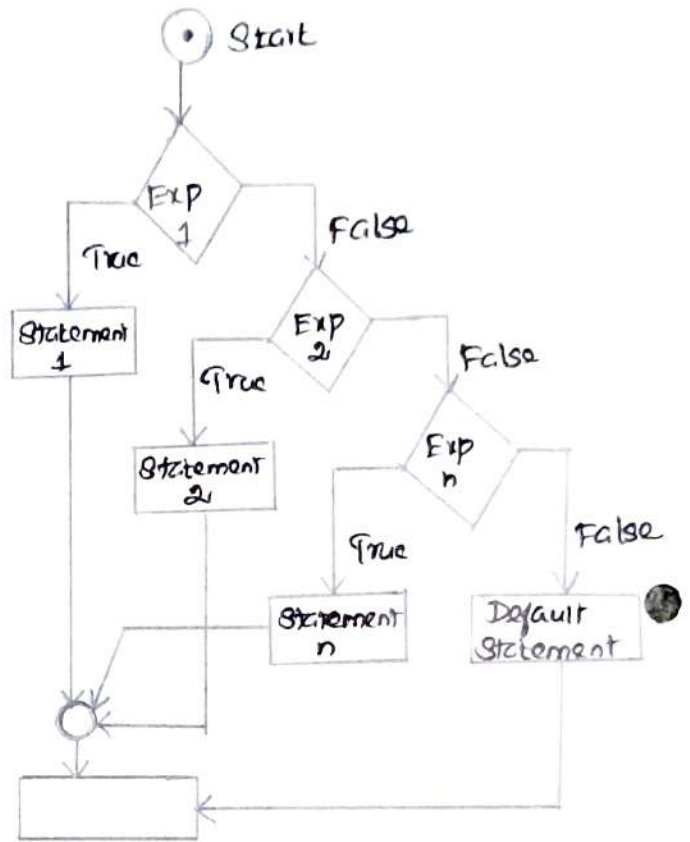 Start
Exp
1
True
False
Statement
1
Exp
2
True
False
Statement
2
Exp
n
True
False
Statement
n
Default
Statement